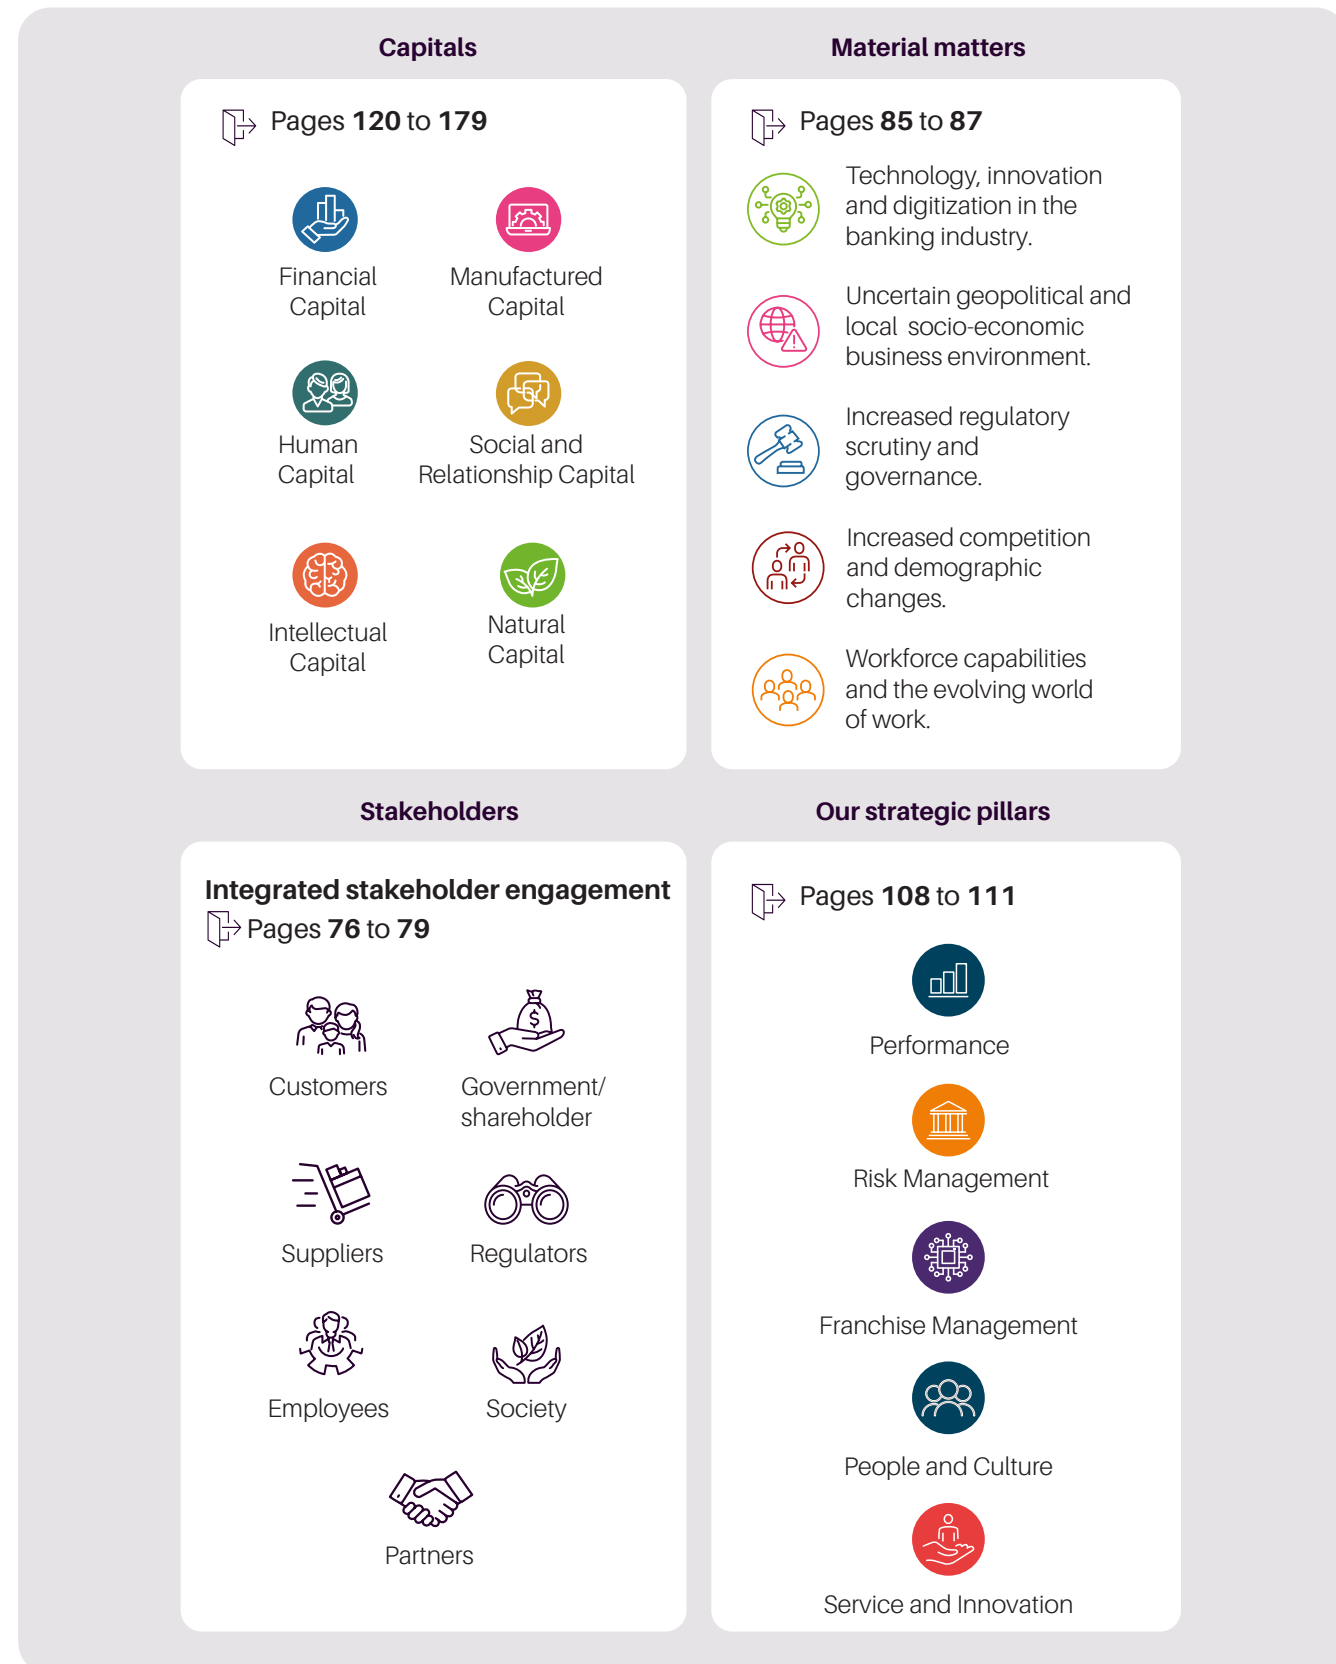 Capitals
Pages 120 to 179
Financial
Capital
Manufactured
Capital
Human
Capital
Social and
Relationship Capital
Intellectual
Capital
Natural
Capital
Material matters
Pages 85 to 87
Technology, innovation
and digitization in the
banking industry.
Uncertain geopolitical and
local socio-economic
business environment.
Increased regulatory
scrutiny and
governance.
Increased competition
and demographic
changes.
Workforce capabilities
and the evolving world
of work.
Stakeholders
Integrated stakeholder engagement
Pages 76 to 79
Customers
Government/
shareholder
Suppliers
Regulators
Employees
Society
Partners
Our strategic pillars
Pages 108 to 111
Performance
Risk Management
Franchise Management
People and Culture
Service and Innovation